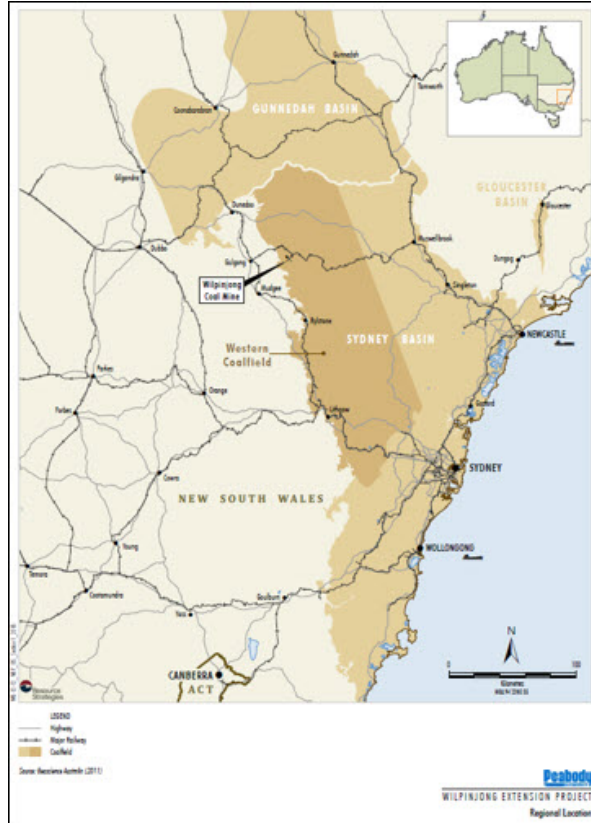 Gunnedah
Tamworth
Coonabarabran
GUNNEDAH BASIN
Gilgandra
GLOUCESTER
BASIN
Gloucester
Dunedoo
Dubbo
Muswellbrook
Gulgong
Dungog
Wilpinjong
Coal Mine
Mudgee
Singleton
Rylstone
NEWCASTLE
SYDNEY BASIN
Western
Coalfield
Parkes
Orange
Gosford
Forbes
Lithgow
SYDNEY
Cowra
NEW SOUTH WALES
Young
WOLLONGONG
Temora
Cootamundra
Goulburn
Yass
N
CANBERRA
ACT
0
100
Kilometres
Resource
Strategies
LEGEND
Highway
Major Railway
Coalfield
Source: Geoscience Australia (2011)
Peabody
WILPINJONG EXTENSION PROJECT
Regional Location